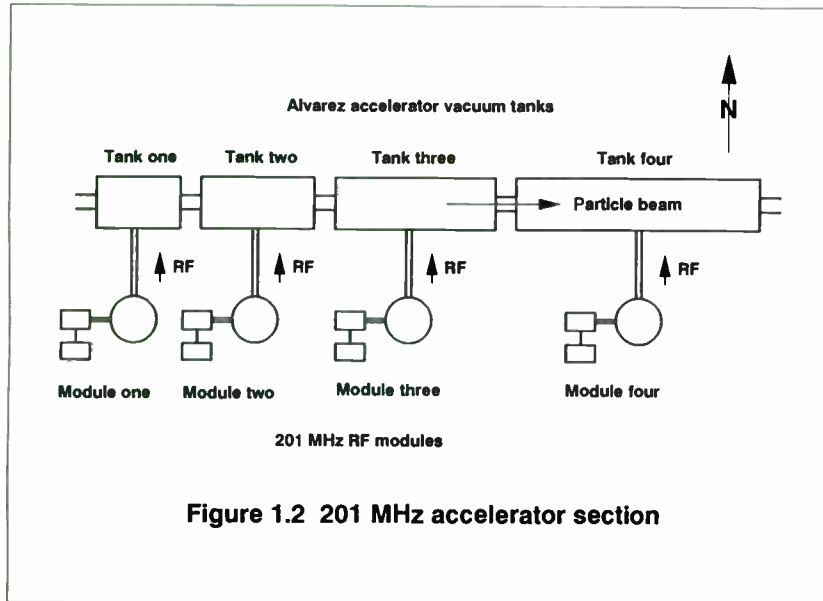 Alvarez accelerator vacuum tanks
N
Tank one
Tank two
Tank three
Tank four
Particle beam
RF
RF
RF
RF
Module one
Module two
Module three
Module four
201 MHz RF modules
Figure 1.2 201 MHz accelerator section